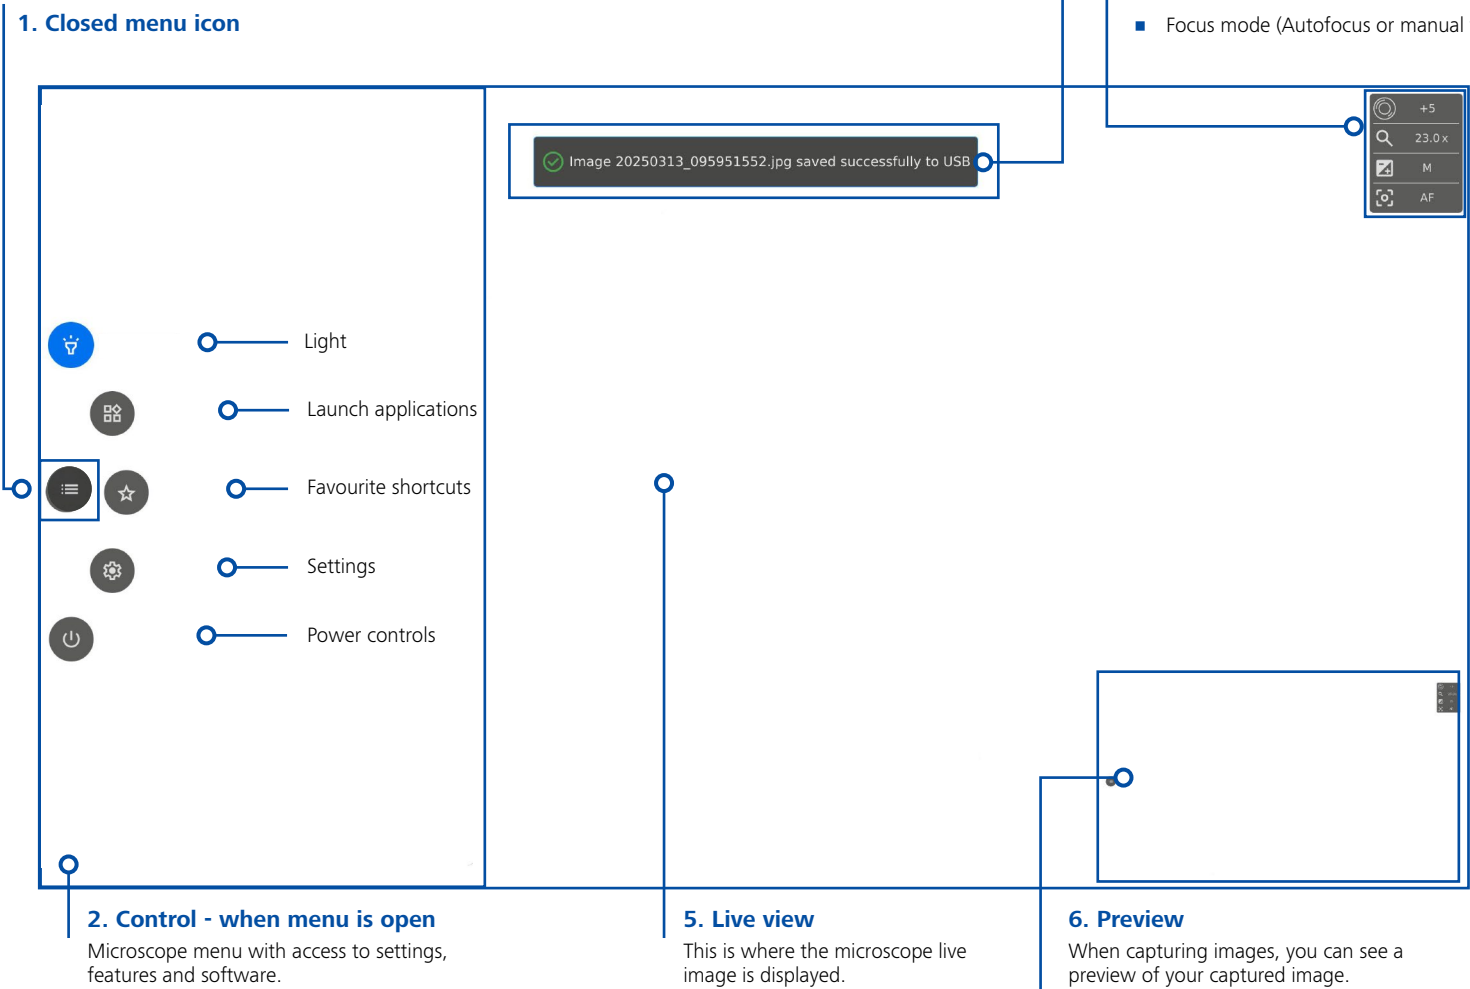 1. Closed menu icon
■ Focus mode (Autofocus or manual
+5
Image 20250313_095951552.jpg saved successfully to USB
23.0 x
M
AF
Light
Launch applications
Favourite shortcuts
Settings
Power controls
2. Control - when menu is open
Microscope menu with access to settings,
features and software.
5. Live view
This is where the microscope live
image is displayed.
6. Preview
When capturing images, you can see a
preview of your captured image.